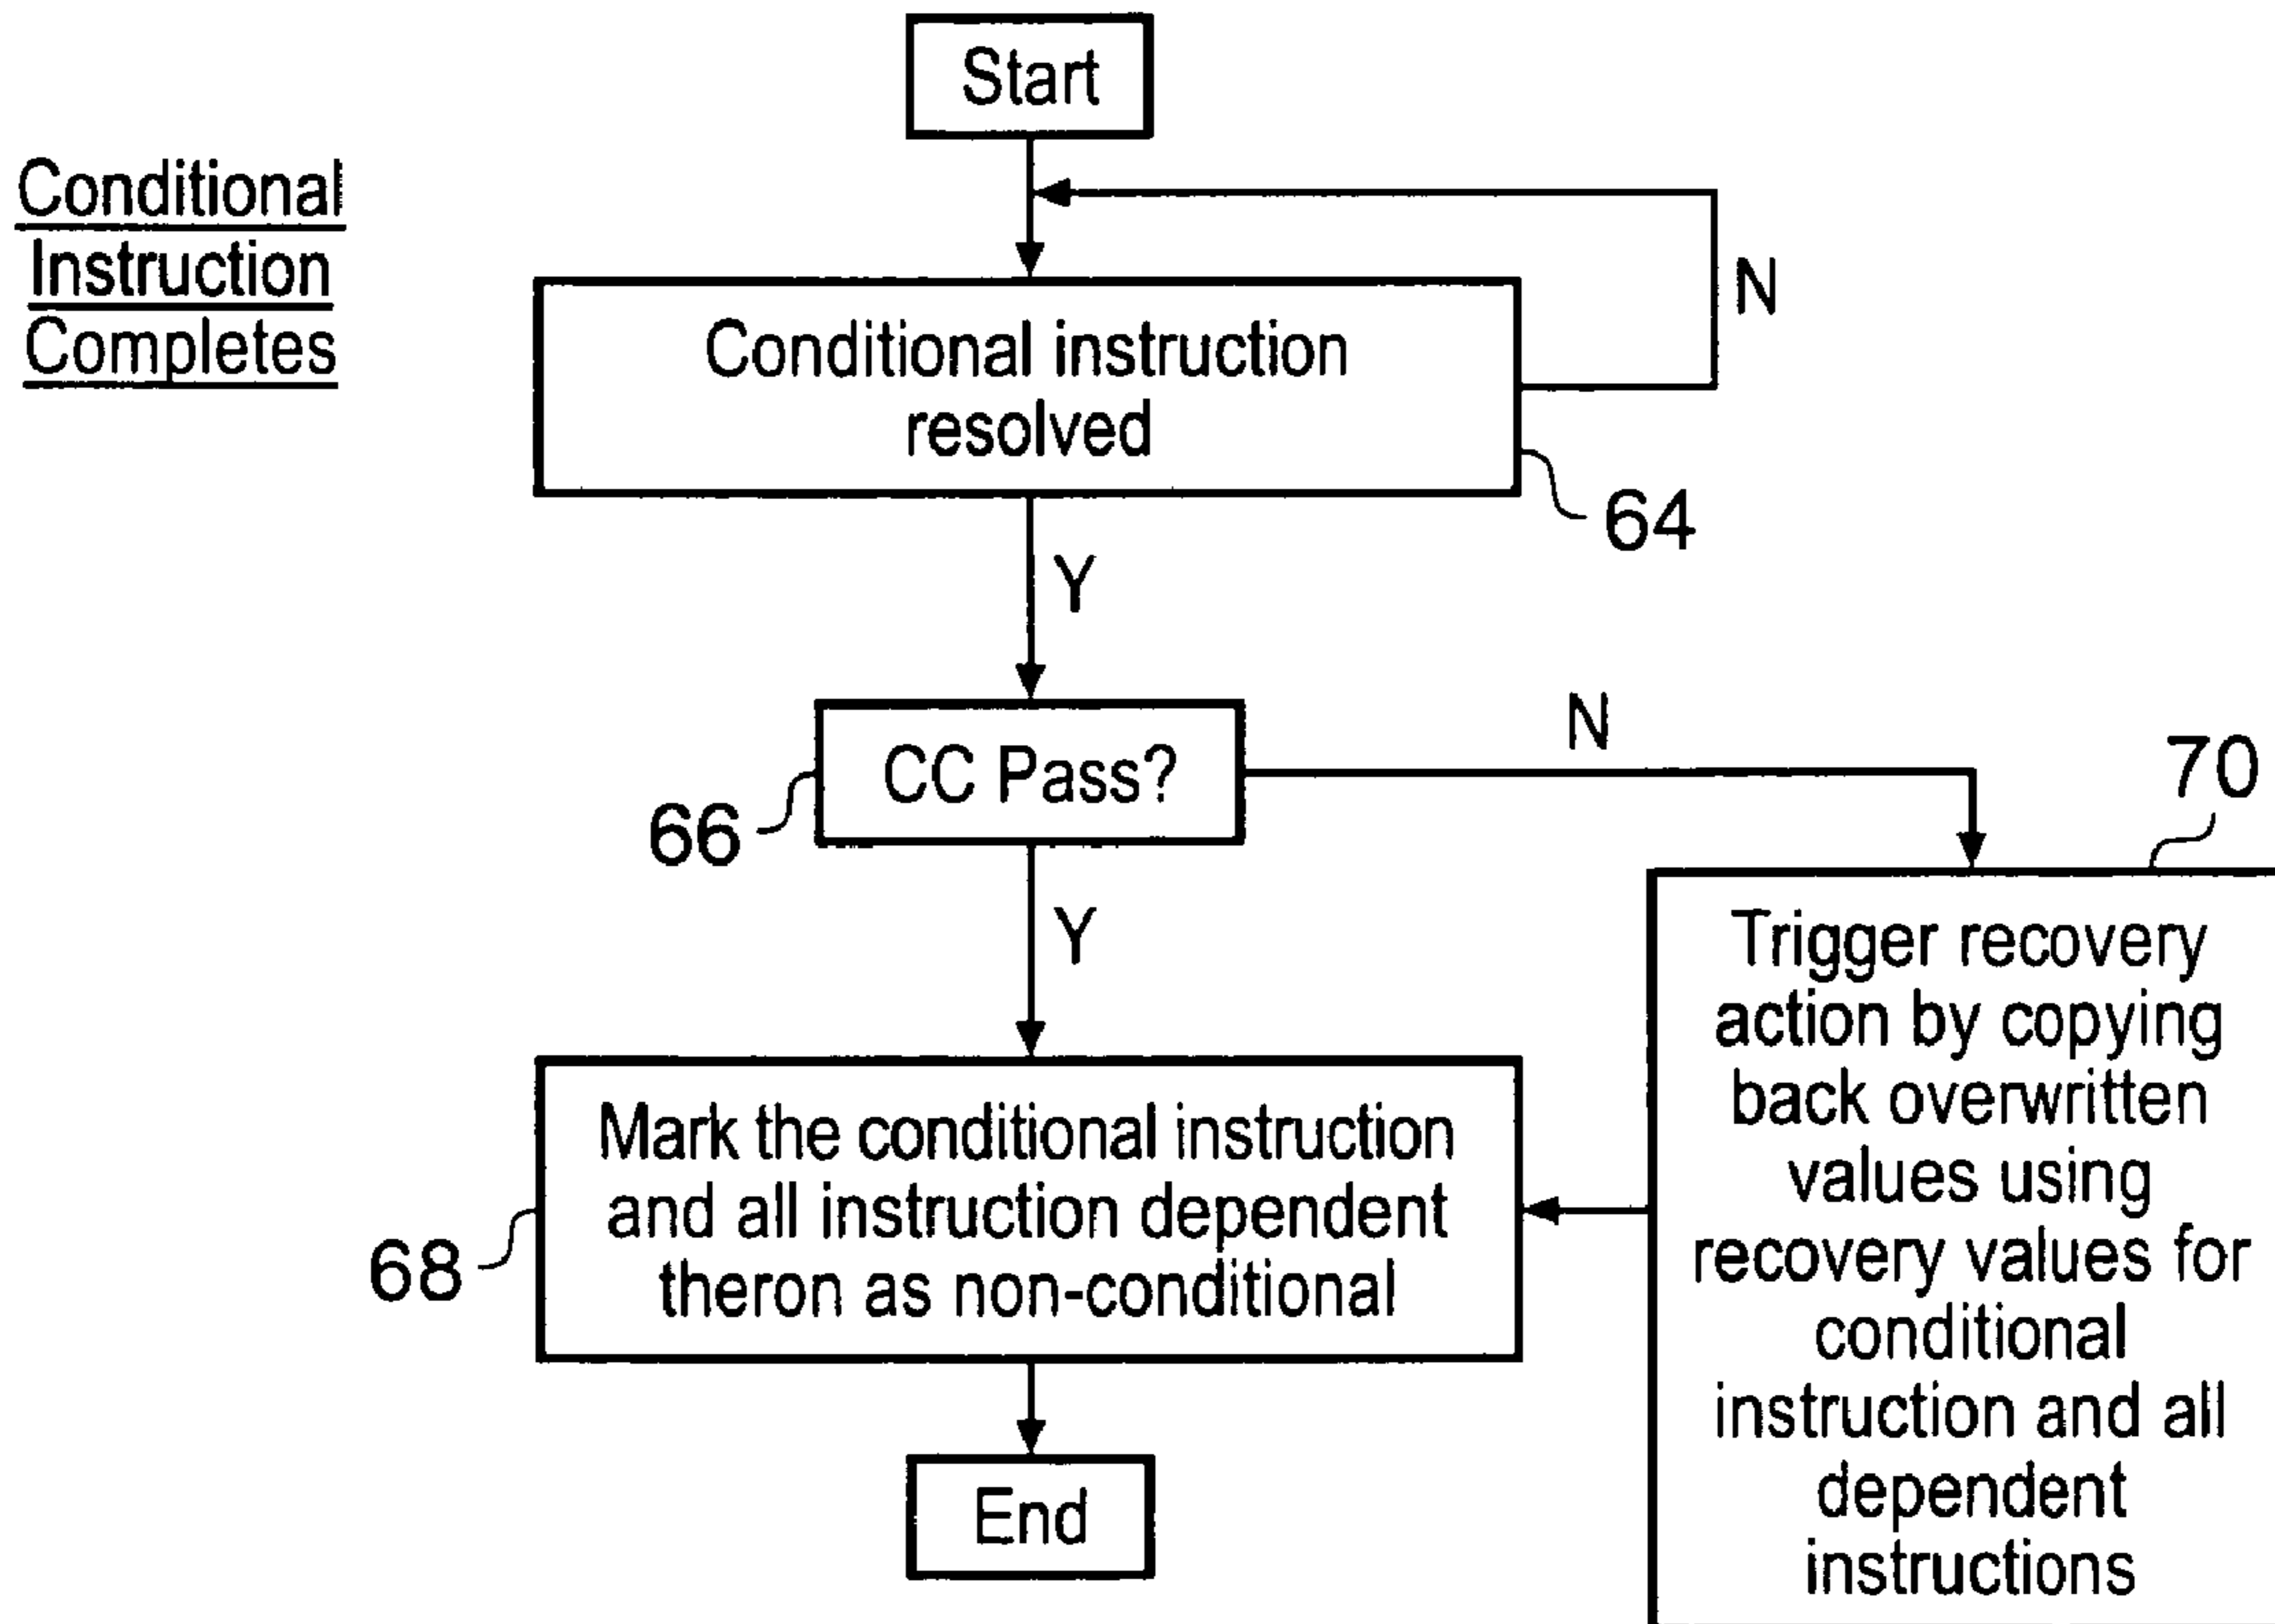 Start
Conditional
Instruction
Completes
N
Conditional instruction
resolved
64
Y
N
CC Pass?
66
70
Y
Trigger recovery
action by copying
back overwritten
values using
recovery values for
conditional
instruction and all
dependent
instructions
Mark the conditional instruction
and all instruction dependent
theron as non-conditional
68
End